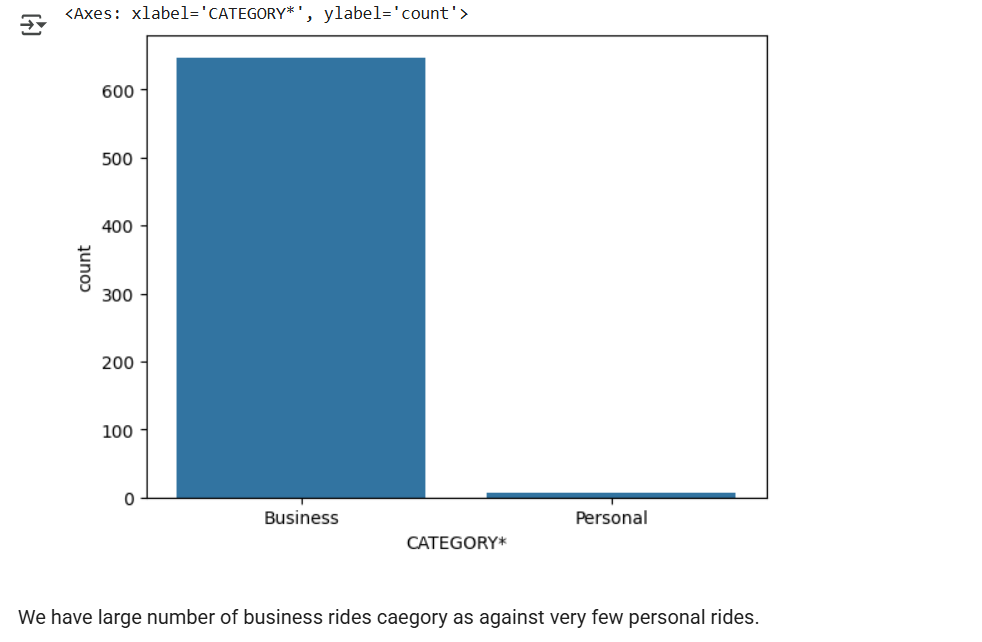 <Axes: xlabel='CATEGORY*', ylabel='count'>
600
500
400
300
200
100
0
count
Business Personal
CATEGORY*
We have large number of business rides caegory as against very few personal rides.